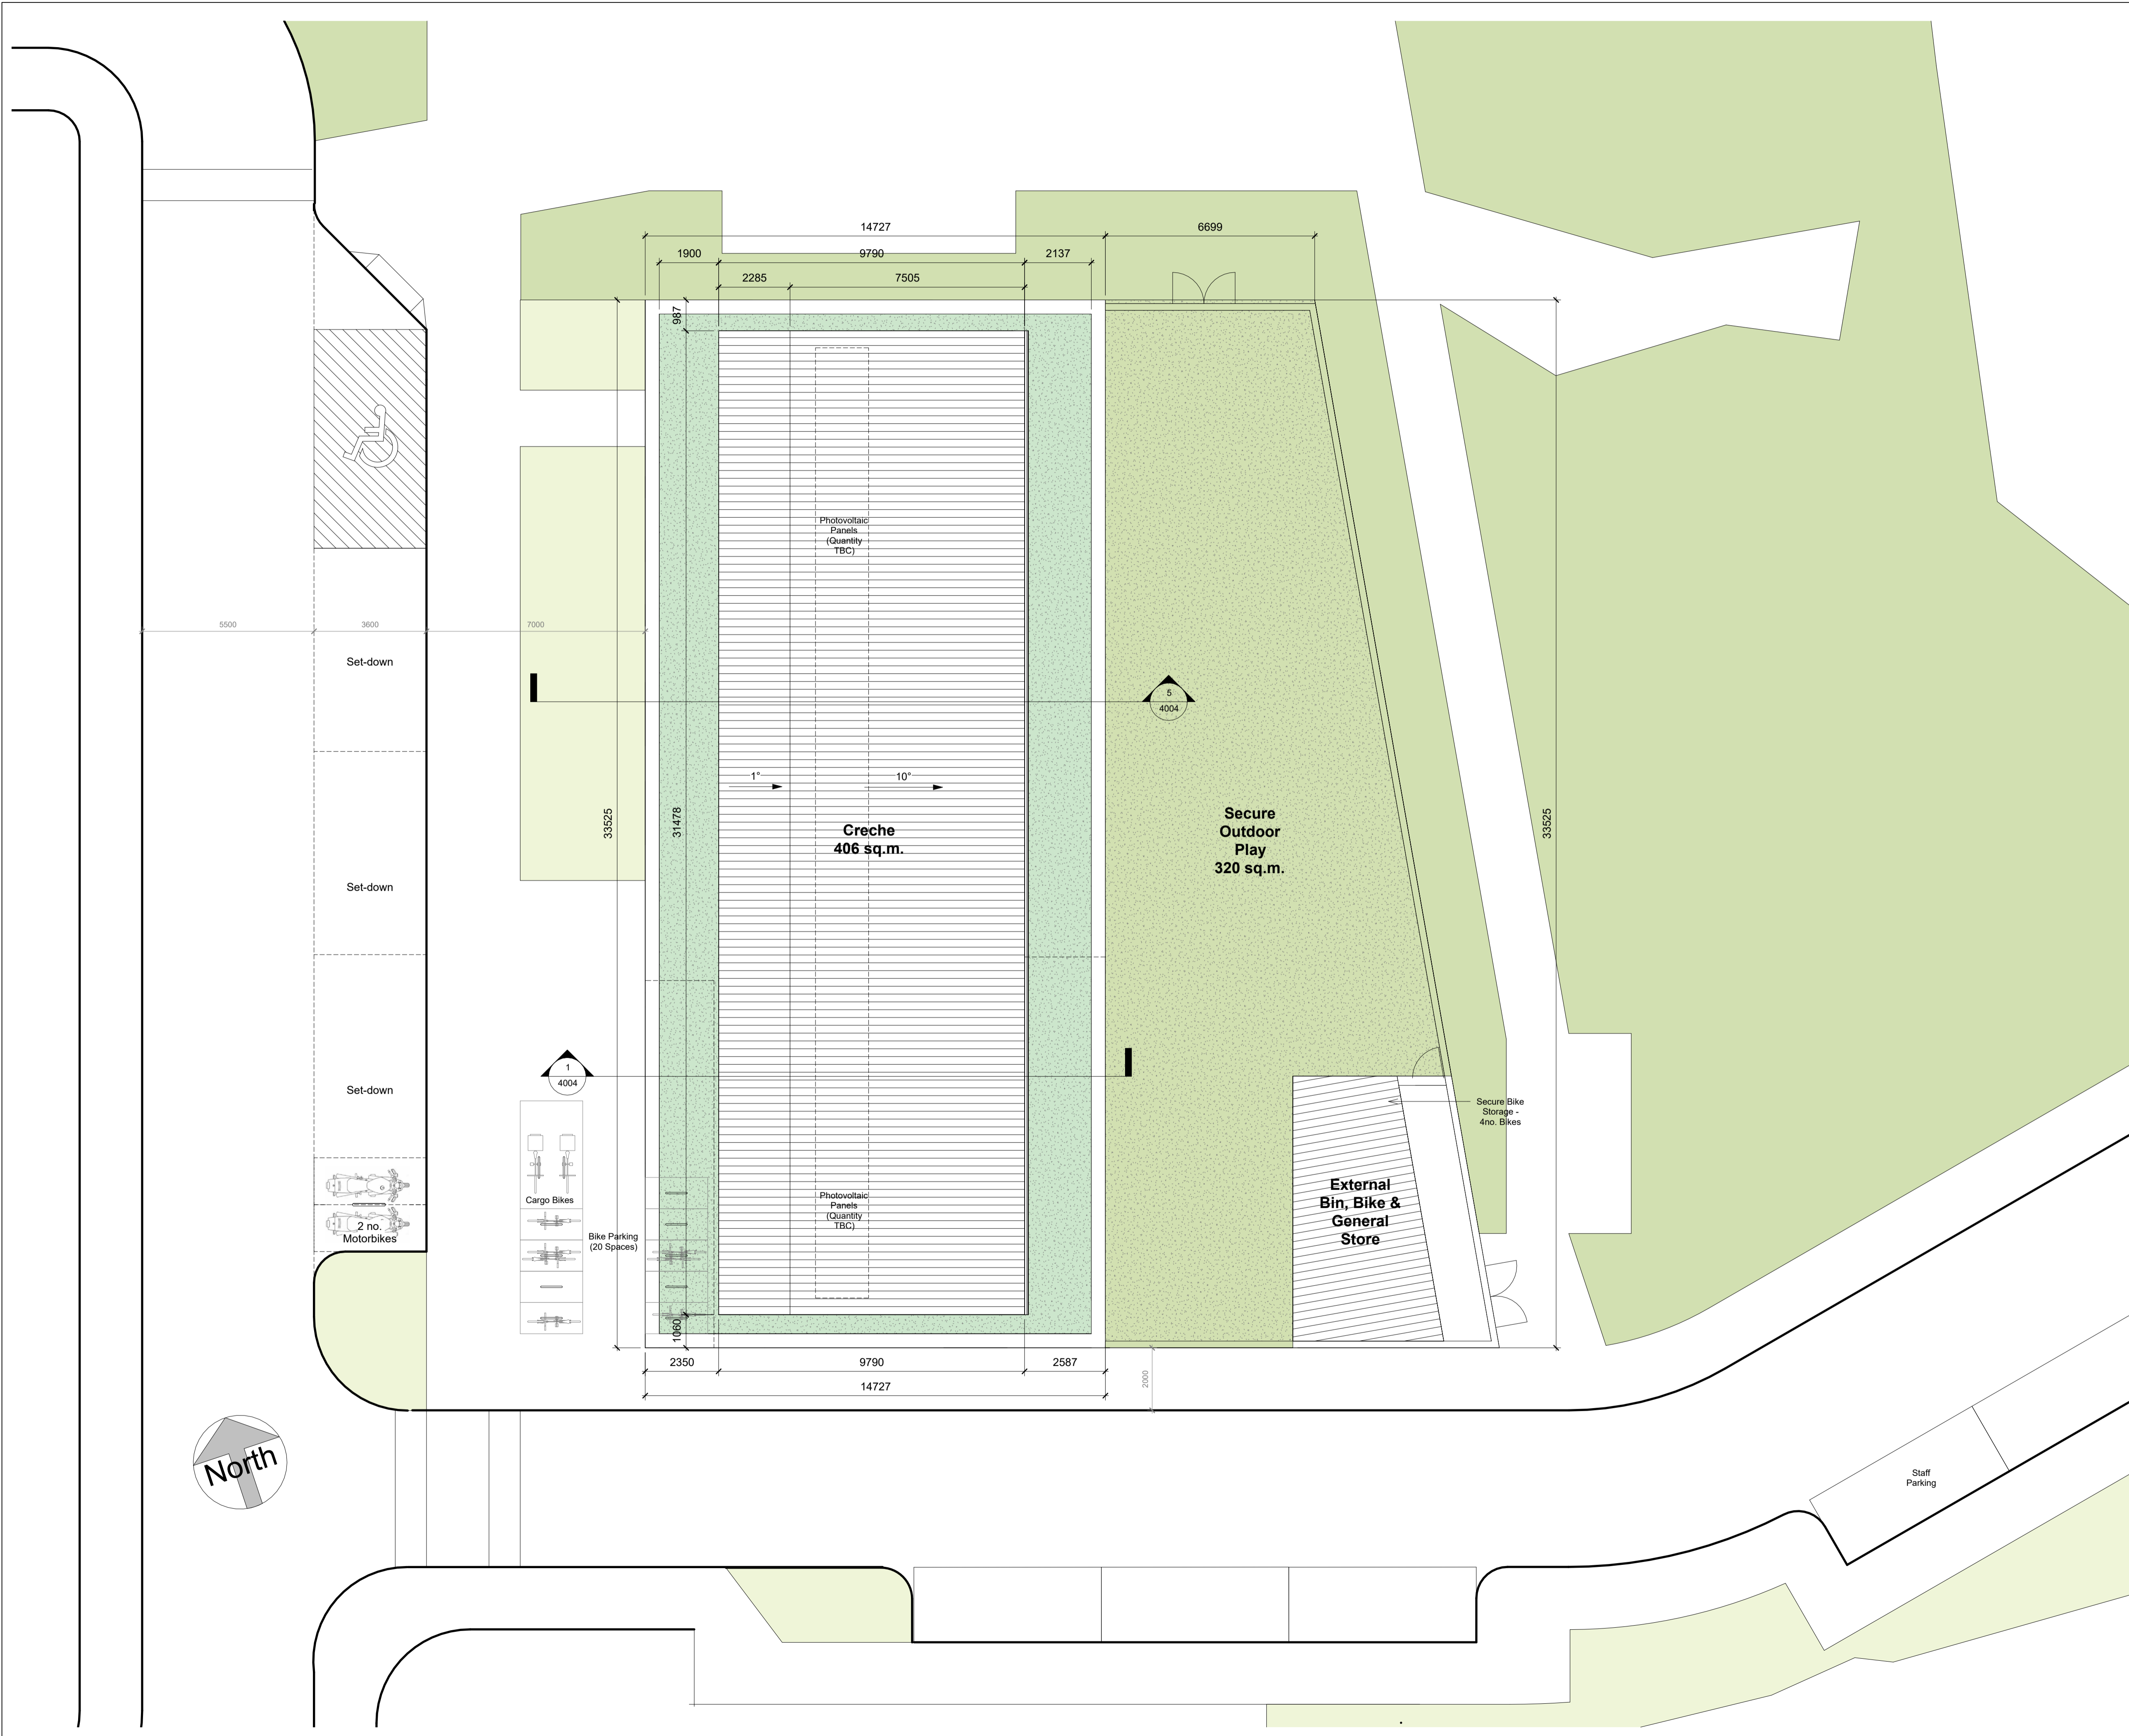 14727
6699
1900
9790
2137
2285
7505
987
Photovoltaic
Panels
(Quantity
TBC)
5500
3600
7000
Set-down
5
4004
1°
10°
33525
31478
33525
Creche
406 sq.m.
Secure
Outdoor
Play
320 sq.m.
Set-down
1
4004
Set-down
Secure Bike
Storage -
4no. Bikes
Cargo Bikes
External
Bin, Bike &
General
Store
Photovoltaic
Panels
(Quantity
TBC)
2 no.
Motorbikes
Bike Parking
(20 Spaces)
1060
2350
9790
2587
2000
14727
North
Staff
Parking